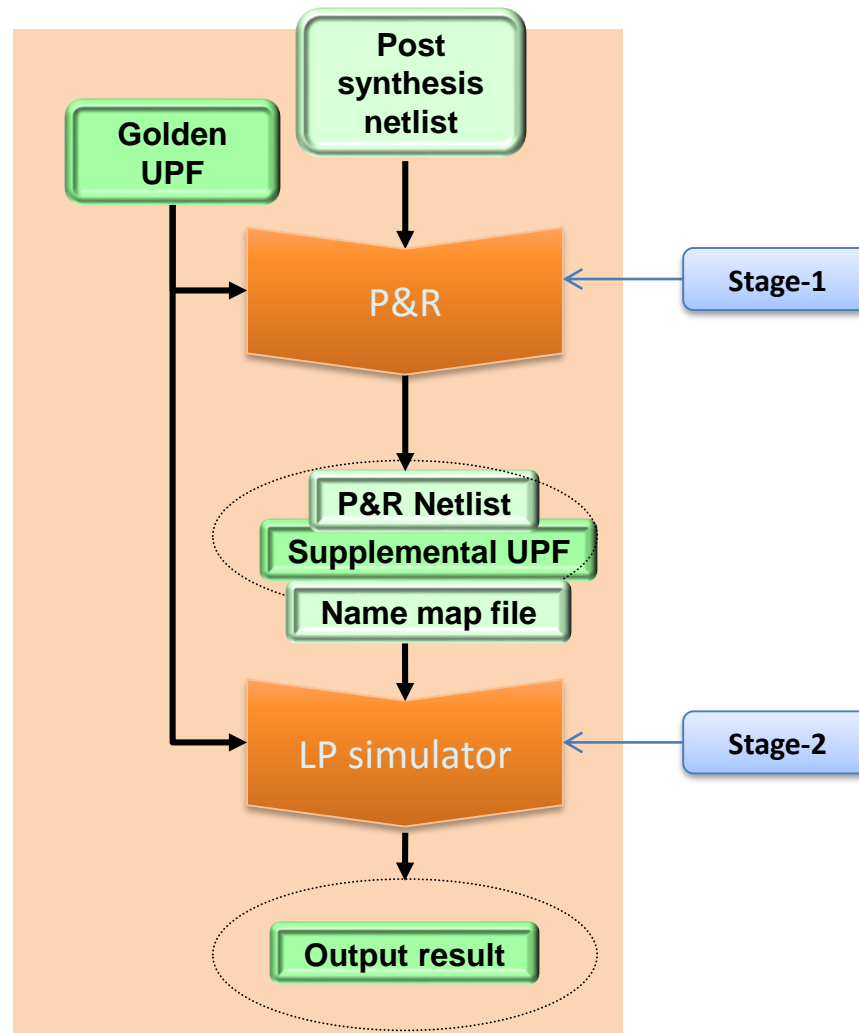 Post
synthesis
netlist
Golden
UPF
P&R
Stage-1
P&R Netlist
Supplemental UPF
Name map file
LP simulator
Stage-2
Output result